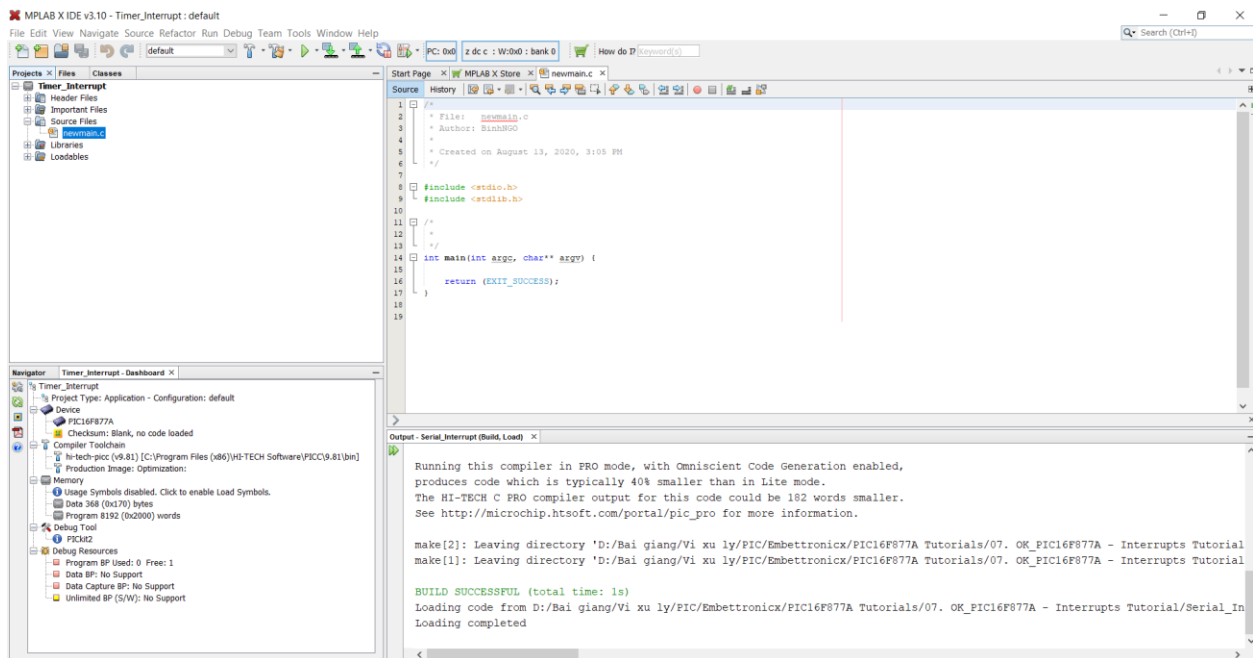 MPLAB X IDE v3.10 - Timer_Interrupt : default
File Edit View Navigate Source Refactor Run Debug Team Tools Window Help
Search (Ctrl+I)
default
PC: 0x0
z dc c : W:0x0 : bank 0
How do I?
Keyword(s)
Projects
Files
Classes
Timer_Interrupt
Header Files
Important Files
Source Files
newmain.c
Libraries
Loadables
Start Page
MPLAB X Store
newmain.c
Source
History
1 /*
2 * File: newmain.c
3 * Author: BinhNGO
4 *
5 * Created on August 13, 2020, 3:05 PM
6 */
7
8 #include <stdio.h>
9 #include <stdlib.h>
10
11 /*
12 *
13 */
14 int main(int argc, char** argv) {
15
16 return (EXIT_SUCCESS);
17 }
18
19
Navigator
Timer_Interrupt - Dashboard
Timer_Interrupt
Project Type: Application - Configuration: default
Device
PIC16F877A
Checksum: Blank, no code loaded
Compiler Toolchain
hi-tech-picc (v9.81) [C:\Program Files (x86)\HI-TECH Software\PICC\9.81\bin]
Production Image: Optimization:
Memory
Usage Symbols disabled. Click to enable Load Symbols.
Data 368 (0x170) bytes
Program 8192 (0x2000) words
Debug Tool
PICkit2
Debug Resources
Program BP Used: 0 Free: 1
Data BP: No Support
Data Capture BP: No Support
Unlimited BP (S/W): No Support
Output - Serial_Interrupt (Build, Load)
Running this compiler in PRO mode, with Omniscient Code Generation enabled,
produces code which is typically 40% smaller than in Lite mode.
The HI-TECH C PRO compiler output for this code could be 182 words smaller.
See http://microchip.htsoft.com/portal/pic_pro for more information.
make[2]: Leaving directory 'D:/Bai giang/Vi xu ly/PIC/Embettronicx/PIC16F877A Tutorials/07. OK_PIC16F877A - Interrupts Tutorial
make[1]: Leaving directory 'D:/Bai giang/Vi xu ly/PIC/Embettronicx/PIC16F877A Tutorials/07. OK_PIC16F877A - Interrupts Tutorial
BUILD SUCCESSFUL (total time: 1s)
Loading code from D:/Bai giang/Vi xu ly/PIC/Embettronicx/PIC16F877A Tutorials/07. OK_PIC16F877A - Interrupts Tutorial/Serial_In
Loading completed